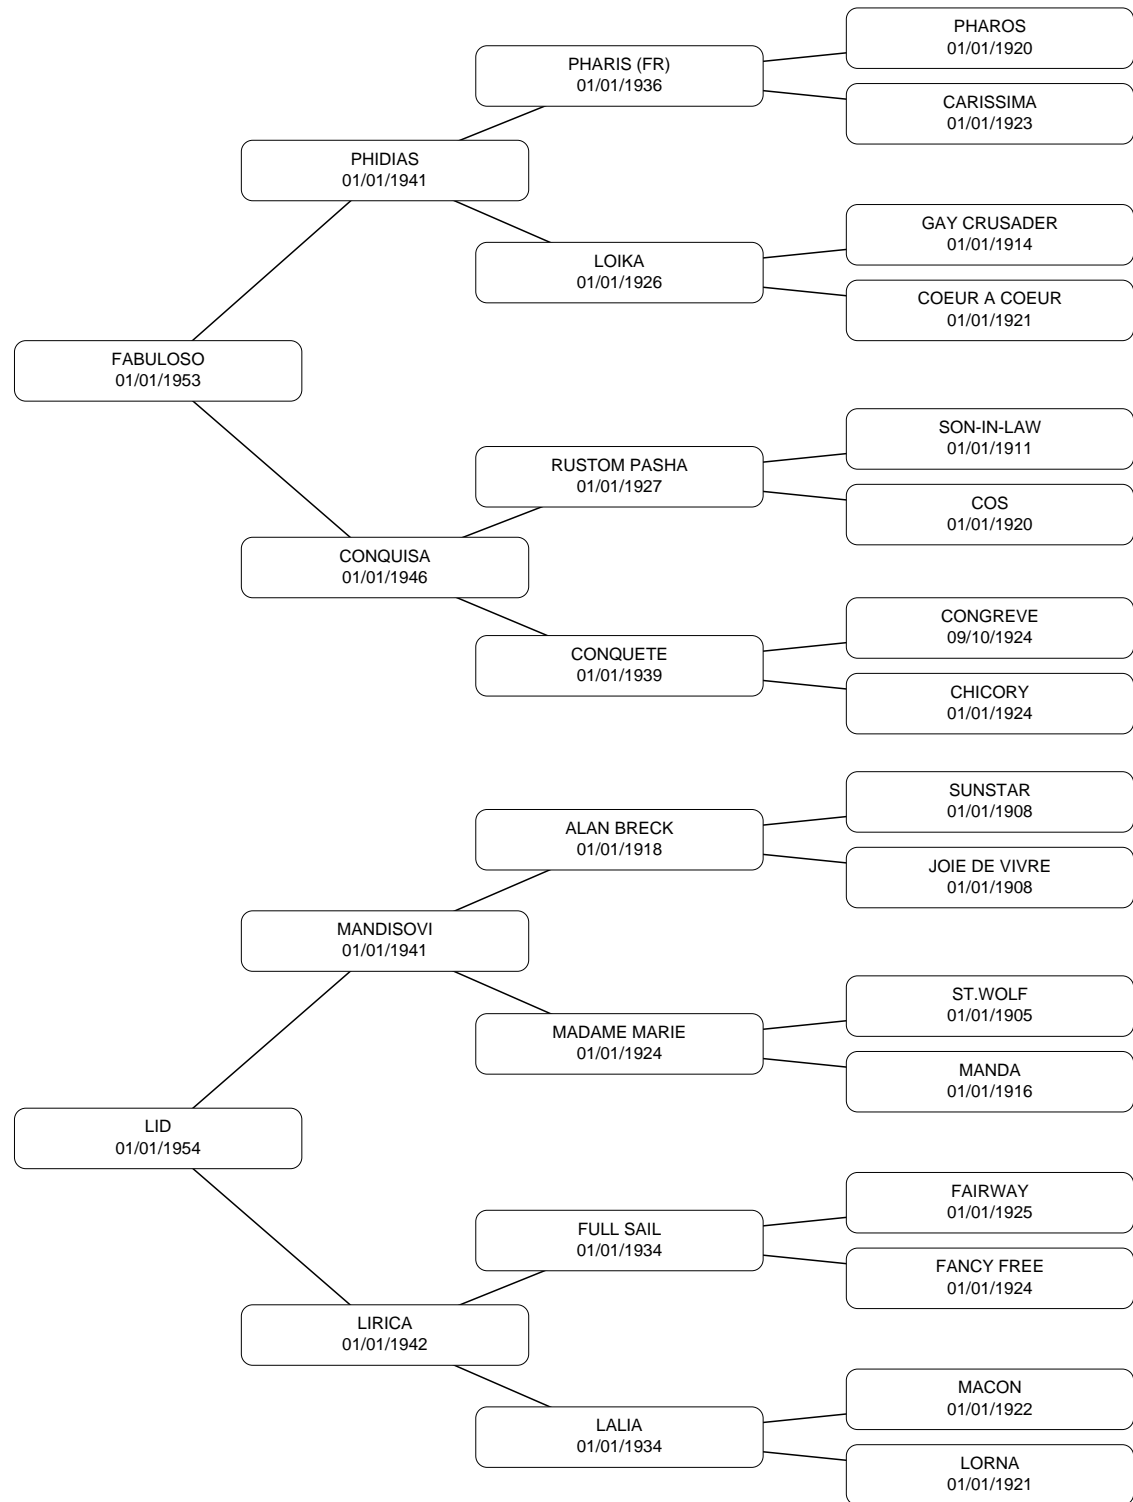 PHAROS
01/01/1920
PHARIS (FR)
01/01/1936
CARISSIMA
01/01/1923
PHIDIAS
01/01/1941
GAY CRUSADER
01/01/1914
LOIKA
01/01/1926
COEUR A COEUR
01/01/1921
FABULOSO
01/01/1953
SON-IN-LAW
01/01/1911
RUSTOM PASHA
01/01/1927
COS
01/01/1920
CONQUISA
01/01/1946
CONGREVE
09/10/1924
CONQUETE
01/01/1939
CHICORY
01/01/1924
SUNSTAR
01/01/1908
ALAN BRECK
01/01/1918
JOIE DE VIVRE
01/01/1908
MANDISOVI
01/01/1941
ST.WOLF
01/01/1905
MADAME MARIE
01/01/1924
MANDA
01/01/1916
LID
01/01/1954
FAIRWAY
01/01/1925
FULL SAIL
01/01/1934
FANCY FREE
01/01/1924
LIRICA
01/01/1942
MACON
01/01/1922
LALIA
01/01/1934
LORNA
01/01/1921